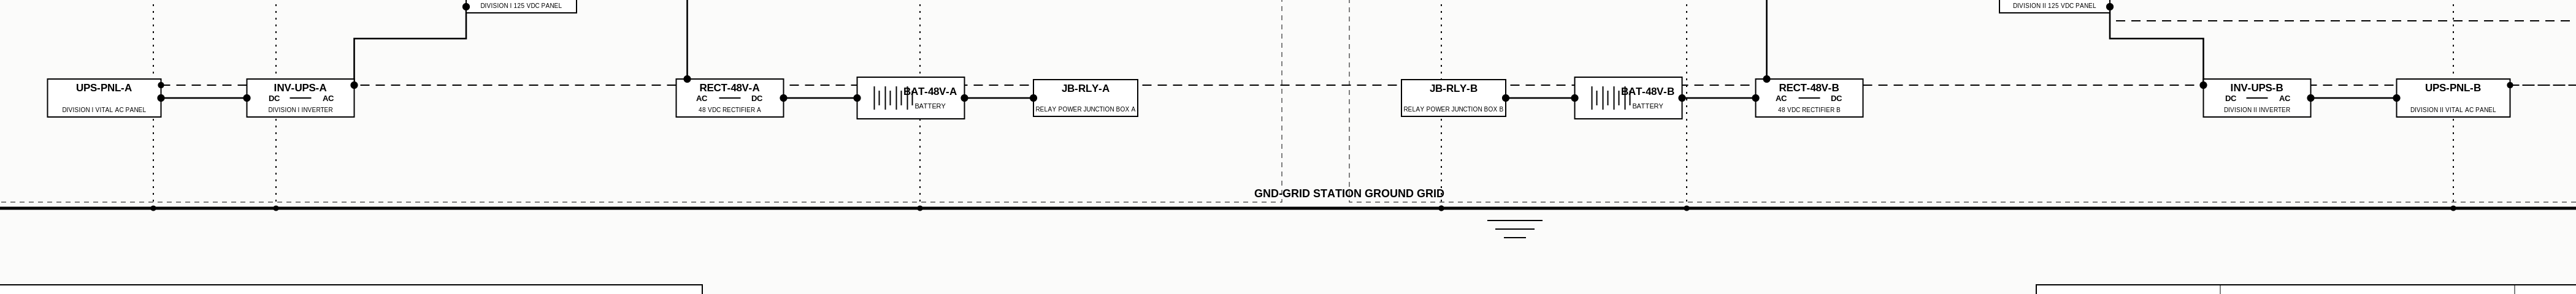 DIVISION I 125 VDC PANEL
DIVISION II 125 VDC PANEL
UPS-PNL-A
DIVISION I VITAL AC PANEL
INV-UPS-A
DC AC
DIVISION I INVERTER
RECT-48V-A
AC DC
48 VDC RECTIFIER A
BAT-48V-A
BATTERY
JB-RLY-A
RELAY POWER JUNCTION BOX A
JB-RLY-B
RELAY POWER JUNCTION BOX B
BAT-48V-B
BATTERY
RECT-48V-B
AC DC
48 VDC RECTIFIER B
INV-UPS-B
DC AC
DIVISION II INVERTER
UPS-PNL-B
DIVISION II VITAL AC PANEL
GND-GRID STATION GROUND GRID